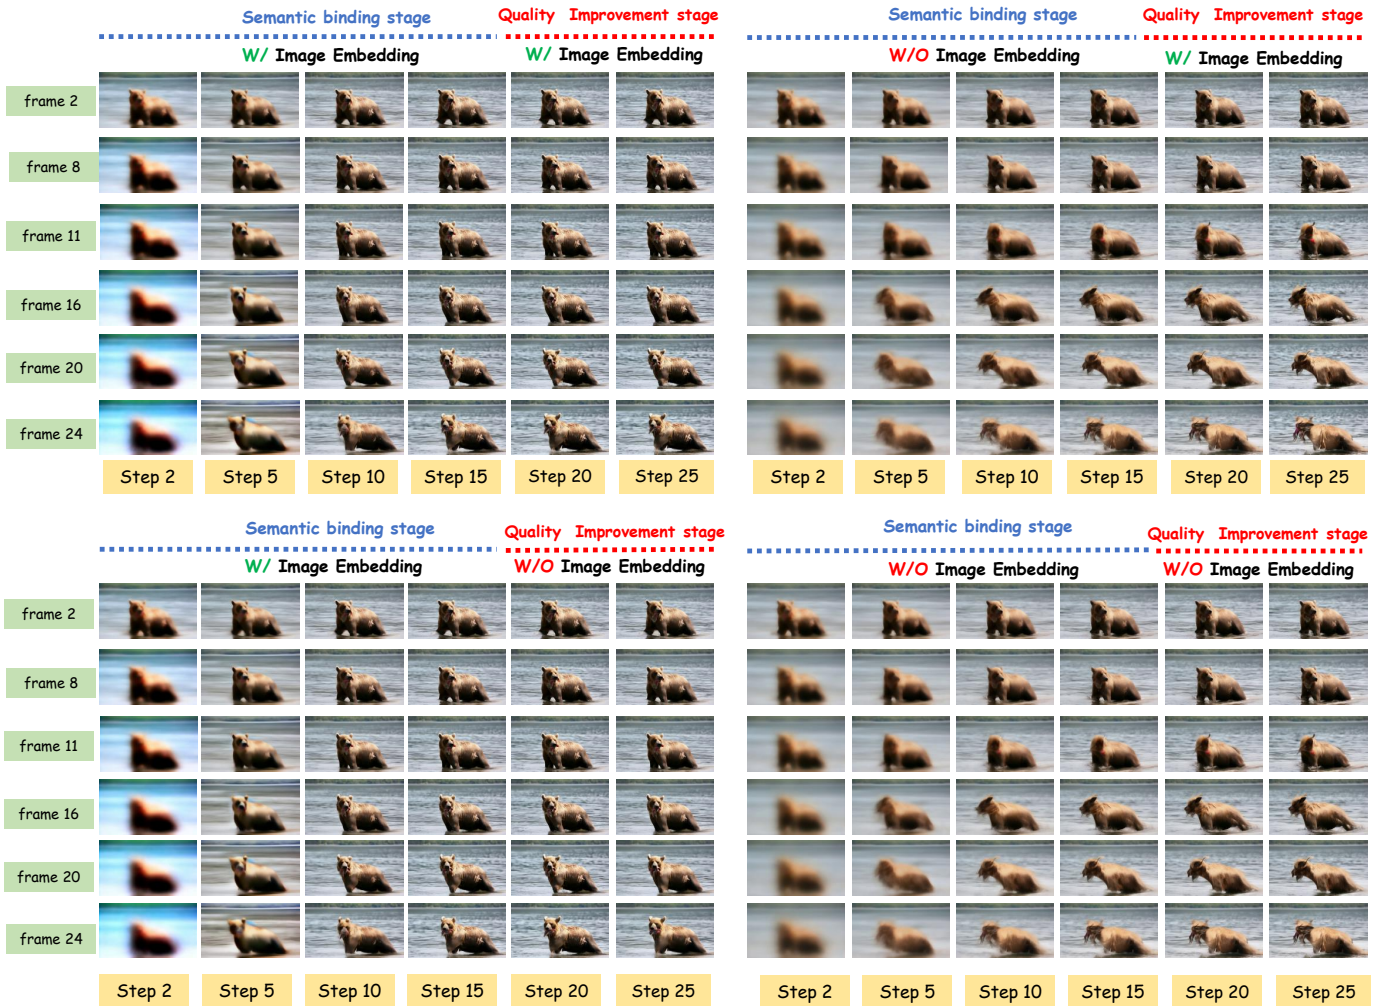 Semantic binding stage Quality Improvement stage
W/ Image Embedding W/ Image Embedding
frame 2
frame 8
frame 11
frame 16
frame 20
frame 24
Step 2 Step 5 Step 10 Step 15 Step 20 Step 25
Semantic binding stage Quality Improvement stage
W/O Image Embedding W/ Image Embedding
Step 2 Step 5 Step 10 Step 15 Step 20 Step 25
Semantic binding stage Quality Improvement stage
W/ Image Embedding W/O Image Embedding
frame 2
frame 8
frame 11
frame 16
frame 20
frame 24
Step 2 Step 5 Step 10 Step 15 Step 20 Step 25
Semantic binding stage Quality Improvement stage
W/O Image Embedding W/O Image Embedding
Step 2 Step 5 Step 10 Step 15 Step 20 Step 25